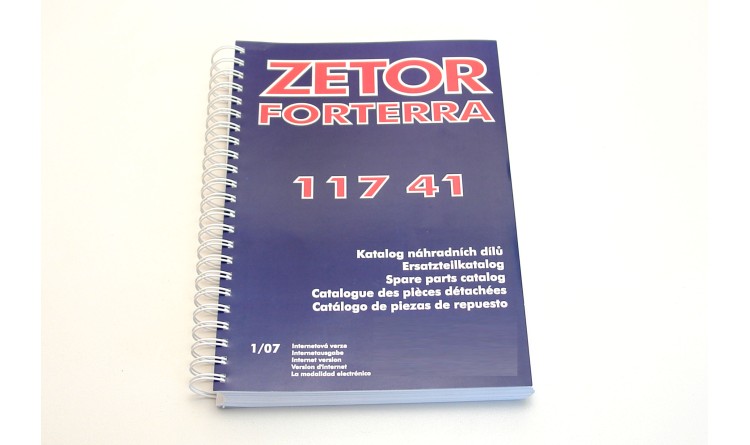 ZETOR
FORTERRA
117 41
Katalog náhradních dílů
Ersatzteilkatalog
Spare parts catalog
Catalogue des pièces détachées
Catálogo de piezas de repuesto
1/07
Internetová verze
Internetausgabe
Internet version
Version d'internet
La modalidad electrónico